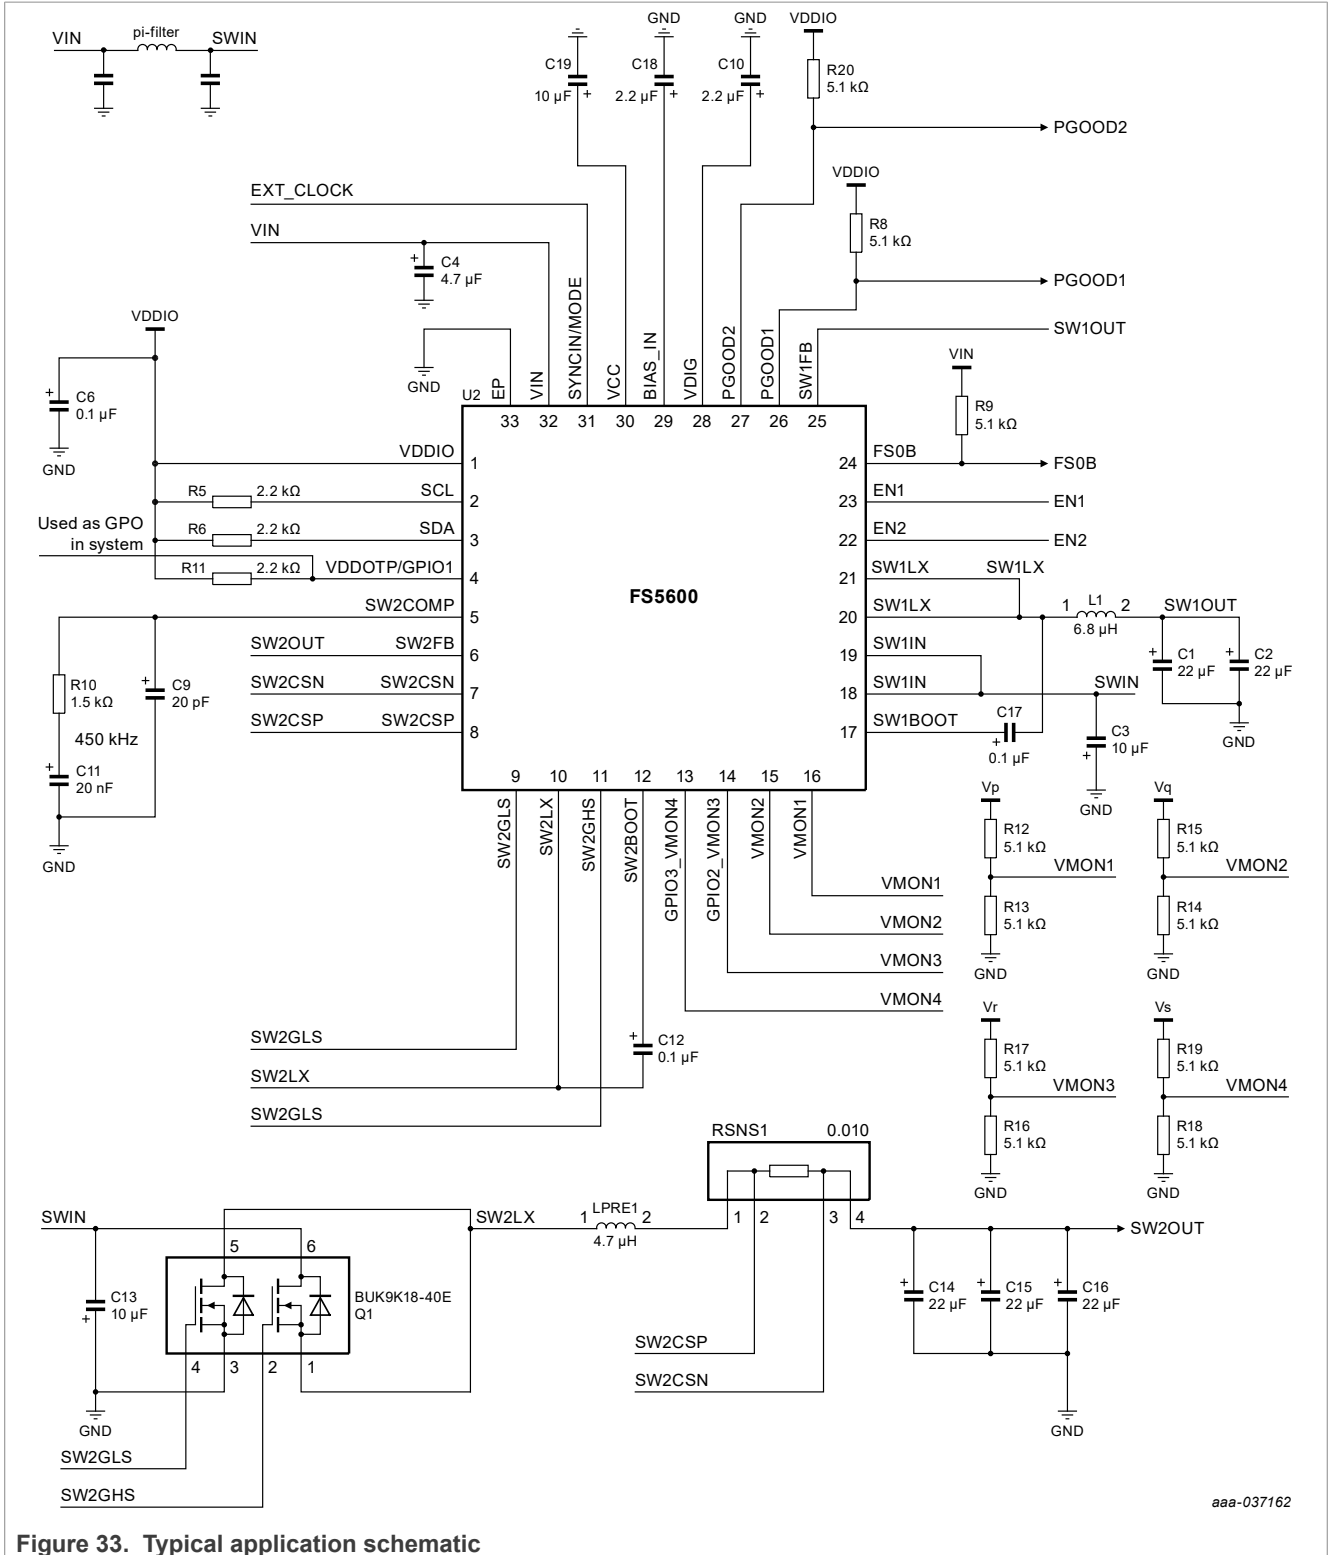 VIN
pi-filter
SWIN
C19
10 µF
+
GND
C18
2.2 µF
+
GND
C10
2.2 µF
+
VDDIO
R20
5.1 kΩ
PGOOD2
VDDIO
R8
5.1 kΩ
PGOOD1
EXT_CLOCK
VIN
+
C4
4.7 µF
GND
SW1OUT
VDDIO
+
C6
0.1 µF
GND
VIN
R9
5.1 kΩ
FS0B
U2
EP
VIN
SYNCIN/MODE
VCC
BIAS_IN
VDIG
PGOOD2
PGOOD1
SW1FB
33 32 31 30 29 28 27 26 25
VDDIO 1
R5 2.2 kΩ SCL 2
R6 2.2 kΩ SDA 3
Used as GPO
in system
R11 2.2 kΩ VDDOTP/GPIO1 4
SW2COMP 5
SW2OUT SW2FB 6
SW2CSN SW2CSN 7
SW2CSP SW2CSP 8
FS5600
24 FS0B
23 EN1 EN1
22 EN2 EN2
21 SW1LX SW1LX
20 SW1LX
19 SW1IN
18 SW1IN SWIN
17 SW1BOOT
1 L1 2
6.8 µH
SW1OUT
+
C1
22 µF
+
C2
22 µF
GND
C17
+
0.1 µF
C3
10 µF
+
GND
R10
1.5 kΩ
+
C9
20 pF
450 kHz
+
C11
20 nF
GND
9 10 11 12 13 14 15 16
SW2GLS
SW2LX
SW2GHS
SW2BOOT
GPIO3_VMON4
GPIO2_VMON3
VMON2
VMON1
VMON1
VMON2
VMON3
VMON4
Vp
R12
5.1 kΩ
VMON1
R13
5.1 kΩ
GND
Vq
R15
5.1 kΩ
VMON2
R14
5.1 kΩ
GND
Vr
R17
5.1 kΩ
VMON3
R16
5.1 kΩ
GND
Vs
R19
5.1 kΩ
VMON4
R18
5.1 kΩ
GND
SW2GLS
+
C12
0.1 µF
SW2LX
SW2GLS
RSNS1 0.010
1 2 3 4
SWIN
SW2LX
1 LPRE1 2
4.7 µH
SW2OUT
5 6
BUK9K18-40E
Q1
4 3 2 1
C13
10 µF
+
GND
+
C14
22 µF
+
C15
22 µF
+
C16
22 µF
GND
SW2CSP
SW2CSN
SW2GLS
SW2GHS
aaa-037162
Figure 33. Typical application schematic